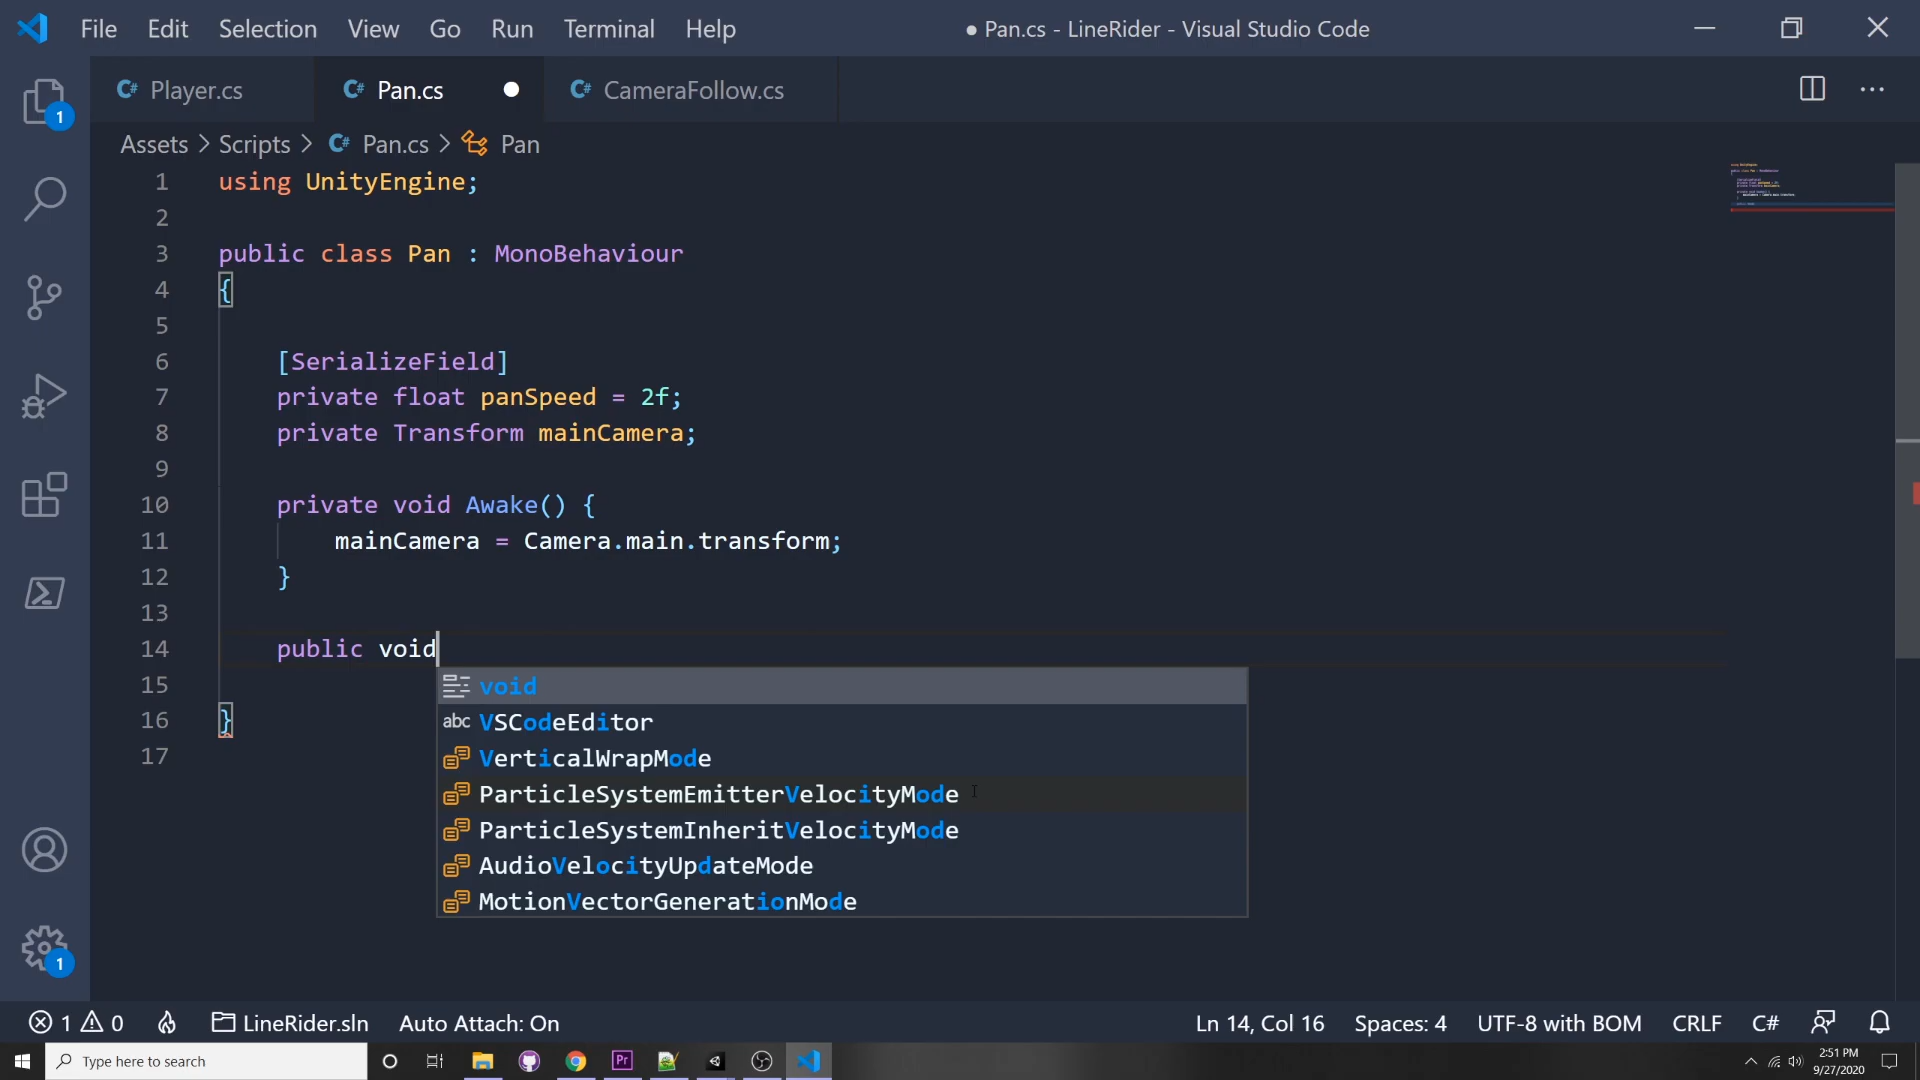 File Edit Selection View Go Run Terminal Help ● Pan.cs - LineRider - Visual Studio Code
1
C# Player.cs C# Pan.cs ● C# CameraFollow.cs ...
Assets > Scripts > C# Pan.cs > Pan
1 using UnityEngine;
2
3 public class Pan : MonoBehaviour
4 {
5
6 [SerializeField]
7 private float panSpeed = 2f;
8 private Transform mainCamera;
9
10 private void Awake() {
11 mainCamera = Camera.main.transform;
12 }
13
14 public void
15
16 }
17
void
abc VSCodeEditor
VerticalWrapMode
ParticleSystemEmitterVelocityMode
ParticleSystemInheritVelocityMode
AudioVelocityUpdateMode
MotionVectorGenerationMode
1
1 0 LineRider.sln Auto Attach: On Ln 14, Col 16 Spaces: 4 UTF-8 with BOM CRLF C#
Type here to search Pr 2:51 PM
9/27/2020